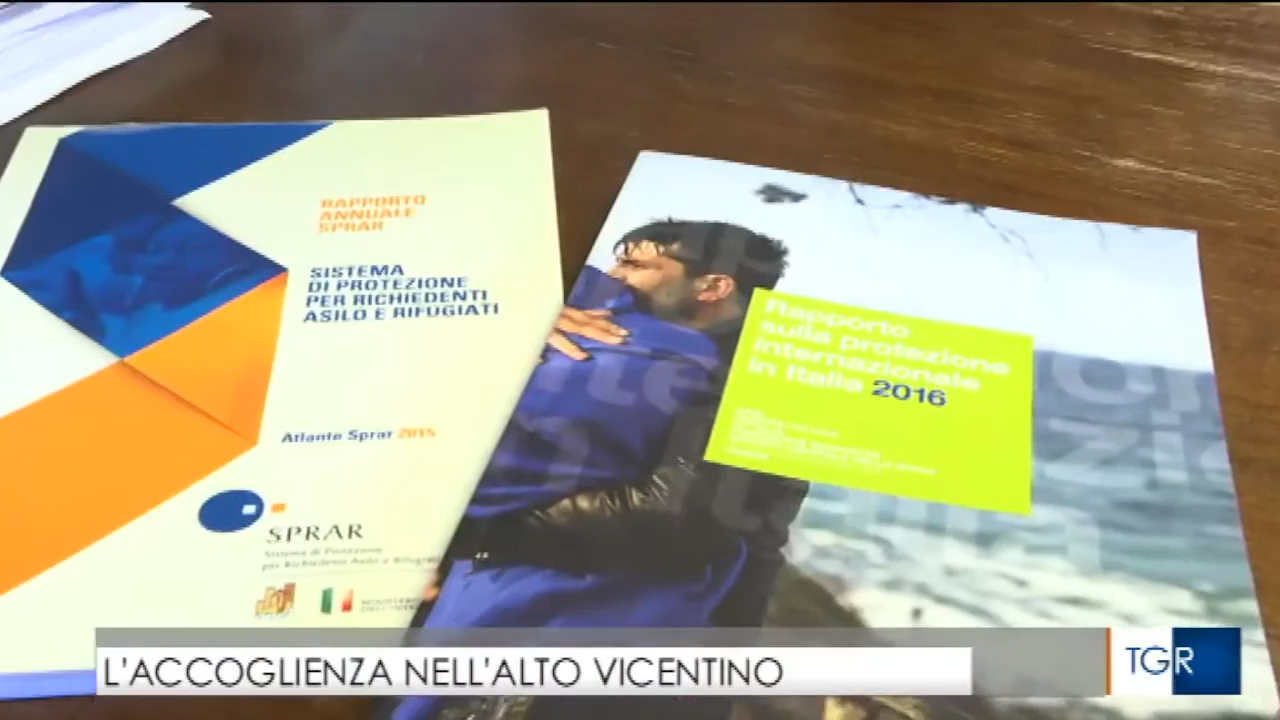 RAPPORTO
ANNUALE
SPRAR
SISTEMA
DI PROTEZIONE
PER RICHIEDENTI
ASILO E RIFUGIATI
Atlante Sprar 2015
SPRAR
Sistema di Protezione
per Richiedenti Asilo e Rifugiati
Rapporto
sulla protezione
internazionale
in Italia 2016
L'ACCOGLIENZA NELL'ALTO VICENTINO
TGR